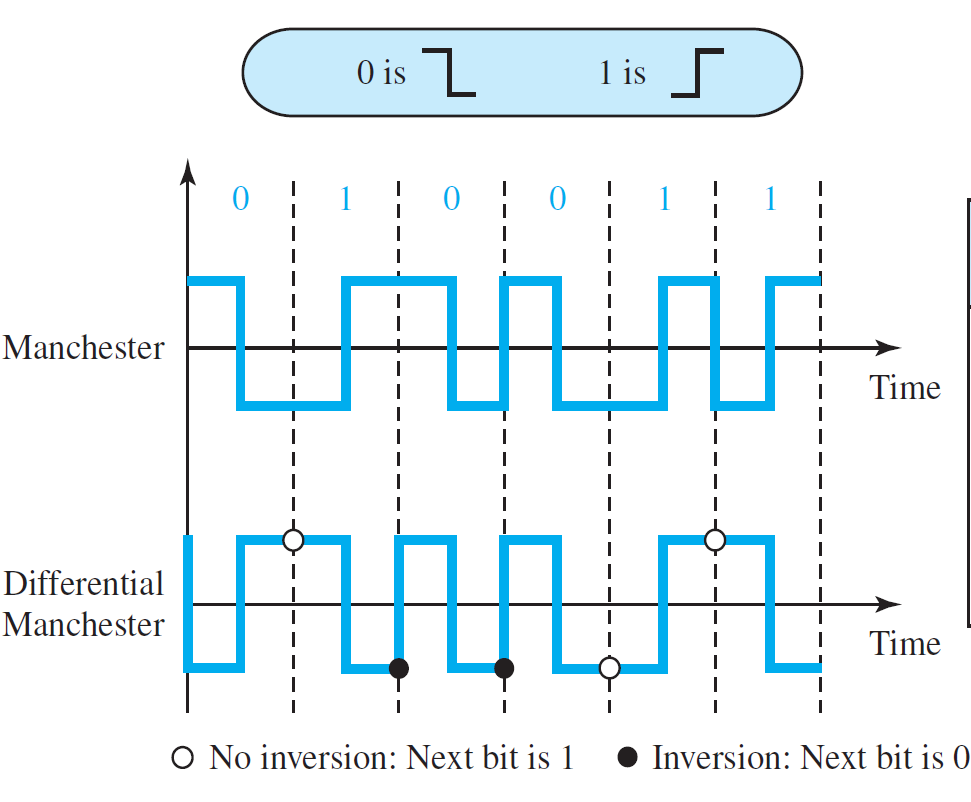 0 is 1 is
0 1 0 0 1 1
Manchester
Time
Differential
Manchester
Time
No inversion: Next bit is 1 Inversion: Next bit is 0